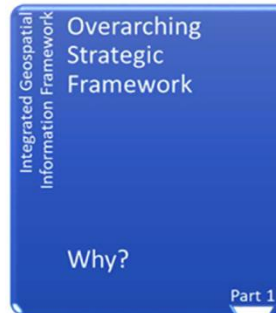 Integrated Geospatial
Information Framework
Overarching
Strategic
Framework
Why?
Part 1